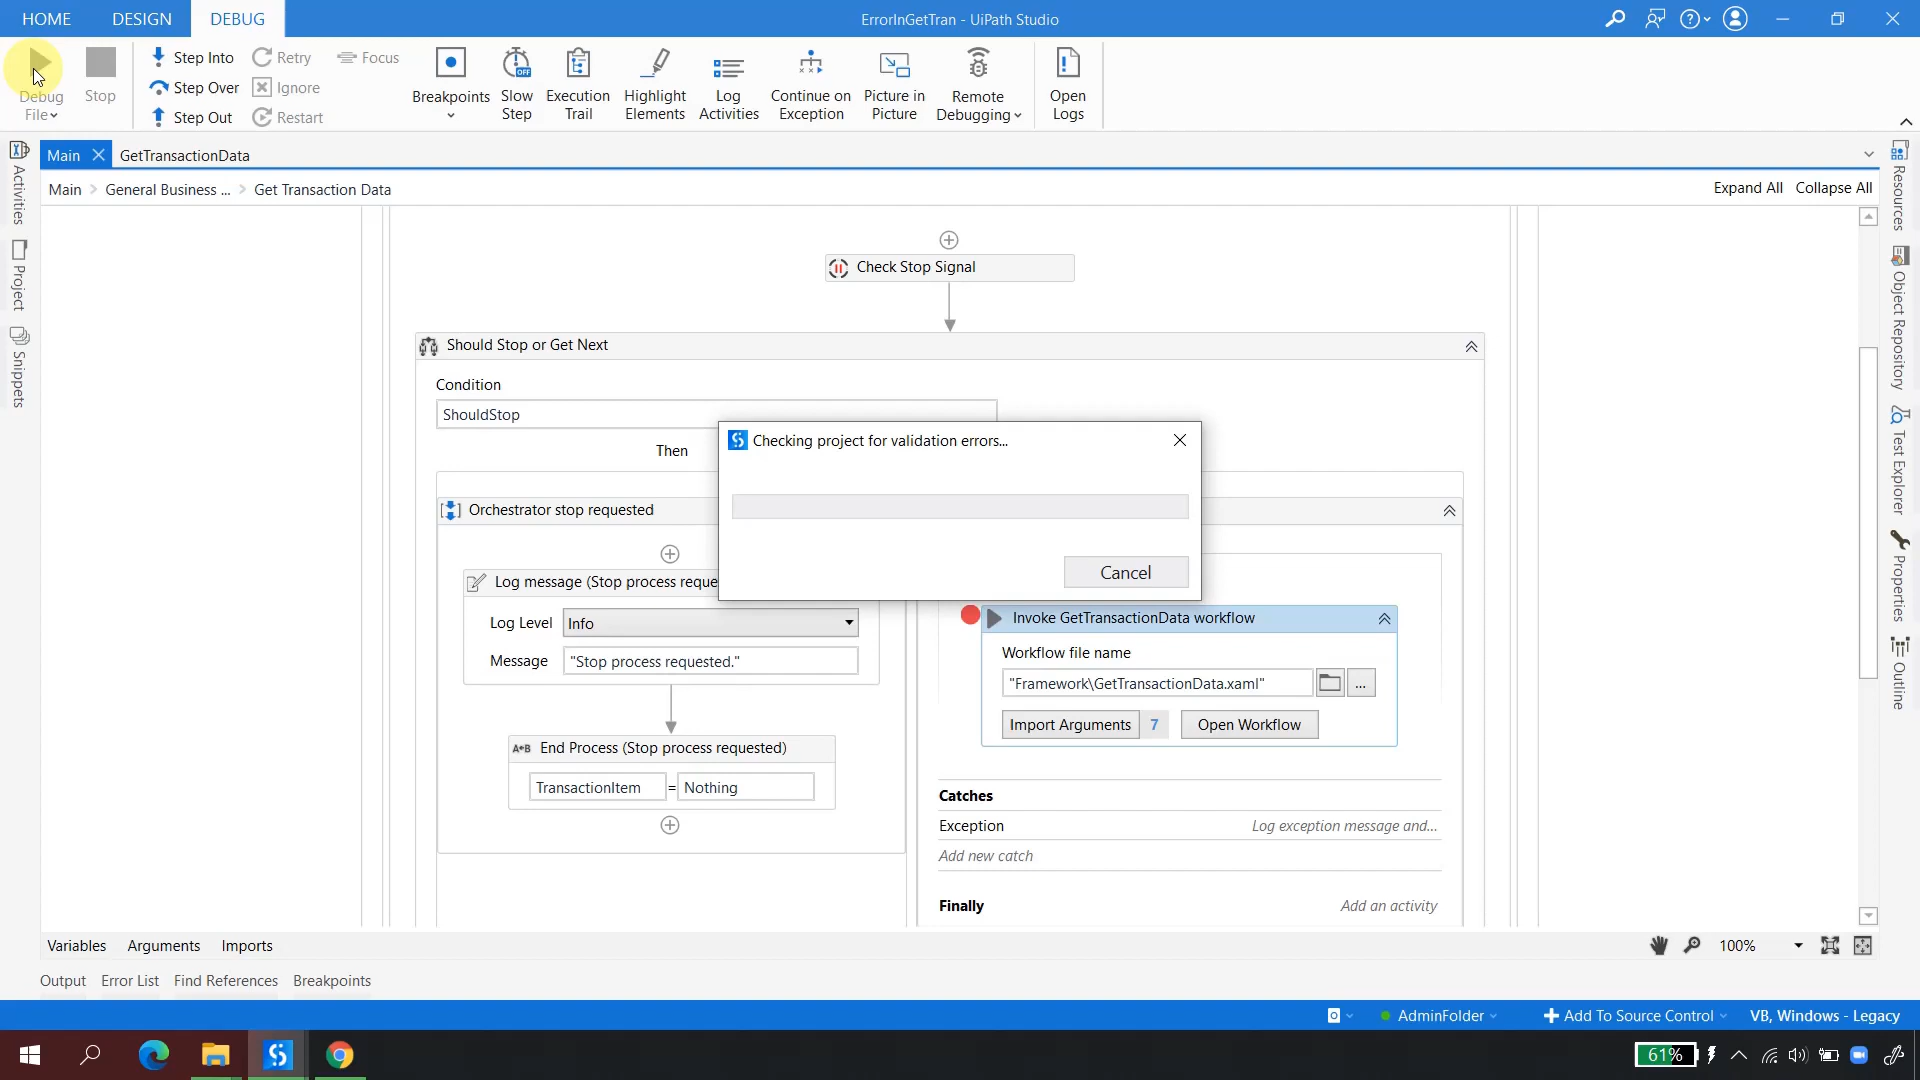 HOME DESIGN DEBUG ErrorInGetTran - UiPath Studio
Debug File
Stop
Step Into
Step Over
Step Out
Retry
Ignore
Restart
Focus
Breakpoints
OFF
Slow Step
Execution Trail
Highlight Elements
Log Activities
Continue on Exception
Picture in Picture
Remote Debugging
Open Logs
Main GetTransactionData
Main > General Business ... > Get Transaction Data
Expand All Collapse All
Activities
Project
Snippets
Resources
Object Repository
Test Explorer
Properties
Outline
Check Stop Signal
Should Stop or Get Next
Condition
ShouldStop
Then
Checking project for validation errors...
Cancel
Orchestrator stop requested
Log message (Stop process reque
Log Level Info
Message "Stop process requested."
End Process (Stop process requested)
A+B
TransactionItem = Nothing
Invoke GetTransactionData workflow
Workflow file name
"Framework\GetTransactionData.xaml" ...
Import Arguments 7 Open Workflow
Catches
Exception Log exception message and...
Add new catch
Finally Add an activity
Variables Arguments Imports 100%
Output Error List Find References Breakpoints
AdminFolder Add To Source Control VB, Windows - Legacy
61%